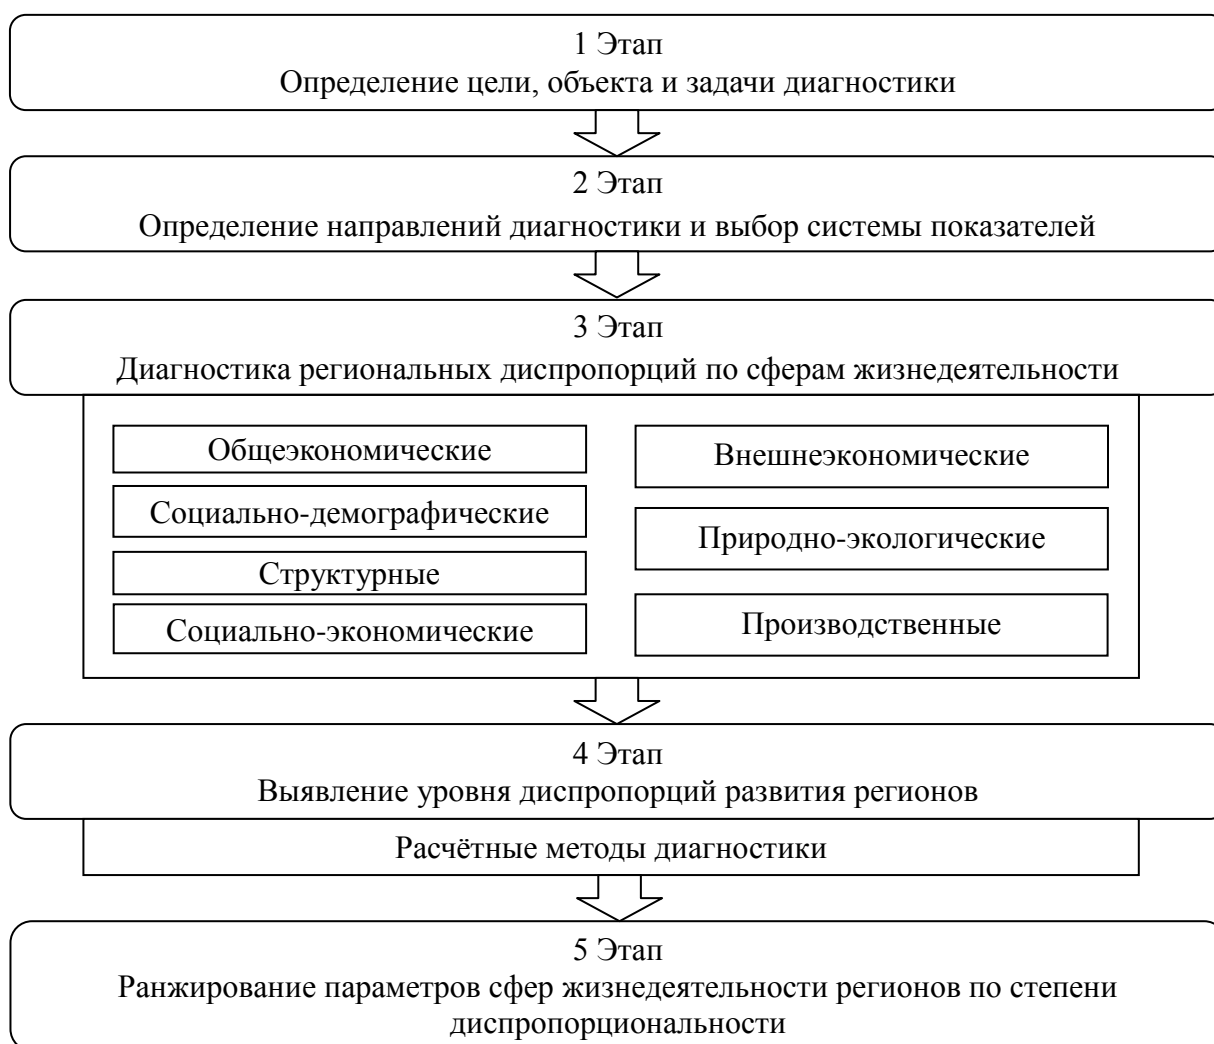 1 Этап
Определение цели, объекта и задачи диагностики
2 Этап
Определение направлений диагностики и выбор системы показателей
3 Этап
Диагностика региональных диспропорций по сферам жизнедеятельности
Общеэкономические
Социально-демографические
Структурные
Социально-экономические
Внешнеэкономические
Природно-экологические
Производственные
4 Этап
Выявление уровня диспропорций развития регионов
Расчётные методы диагностики
5 Этап
Ранжирование параметров сфер жизнедеятельности регионов по степени
диспропорциональности